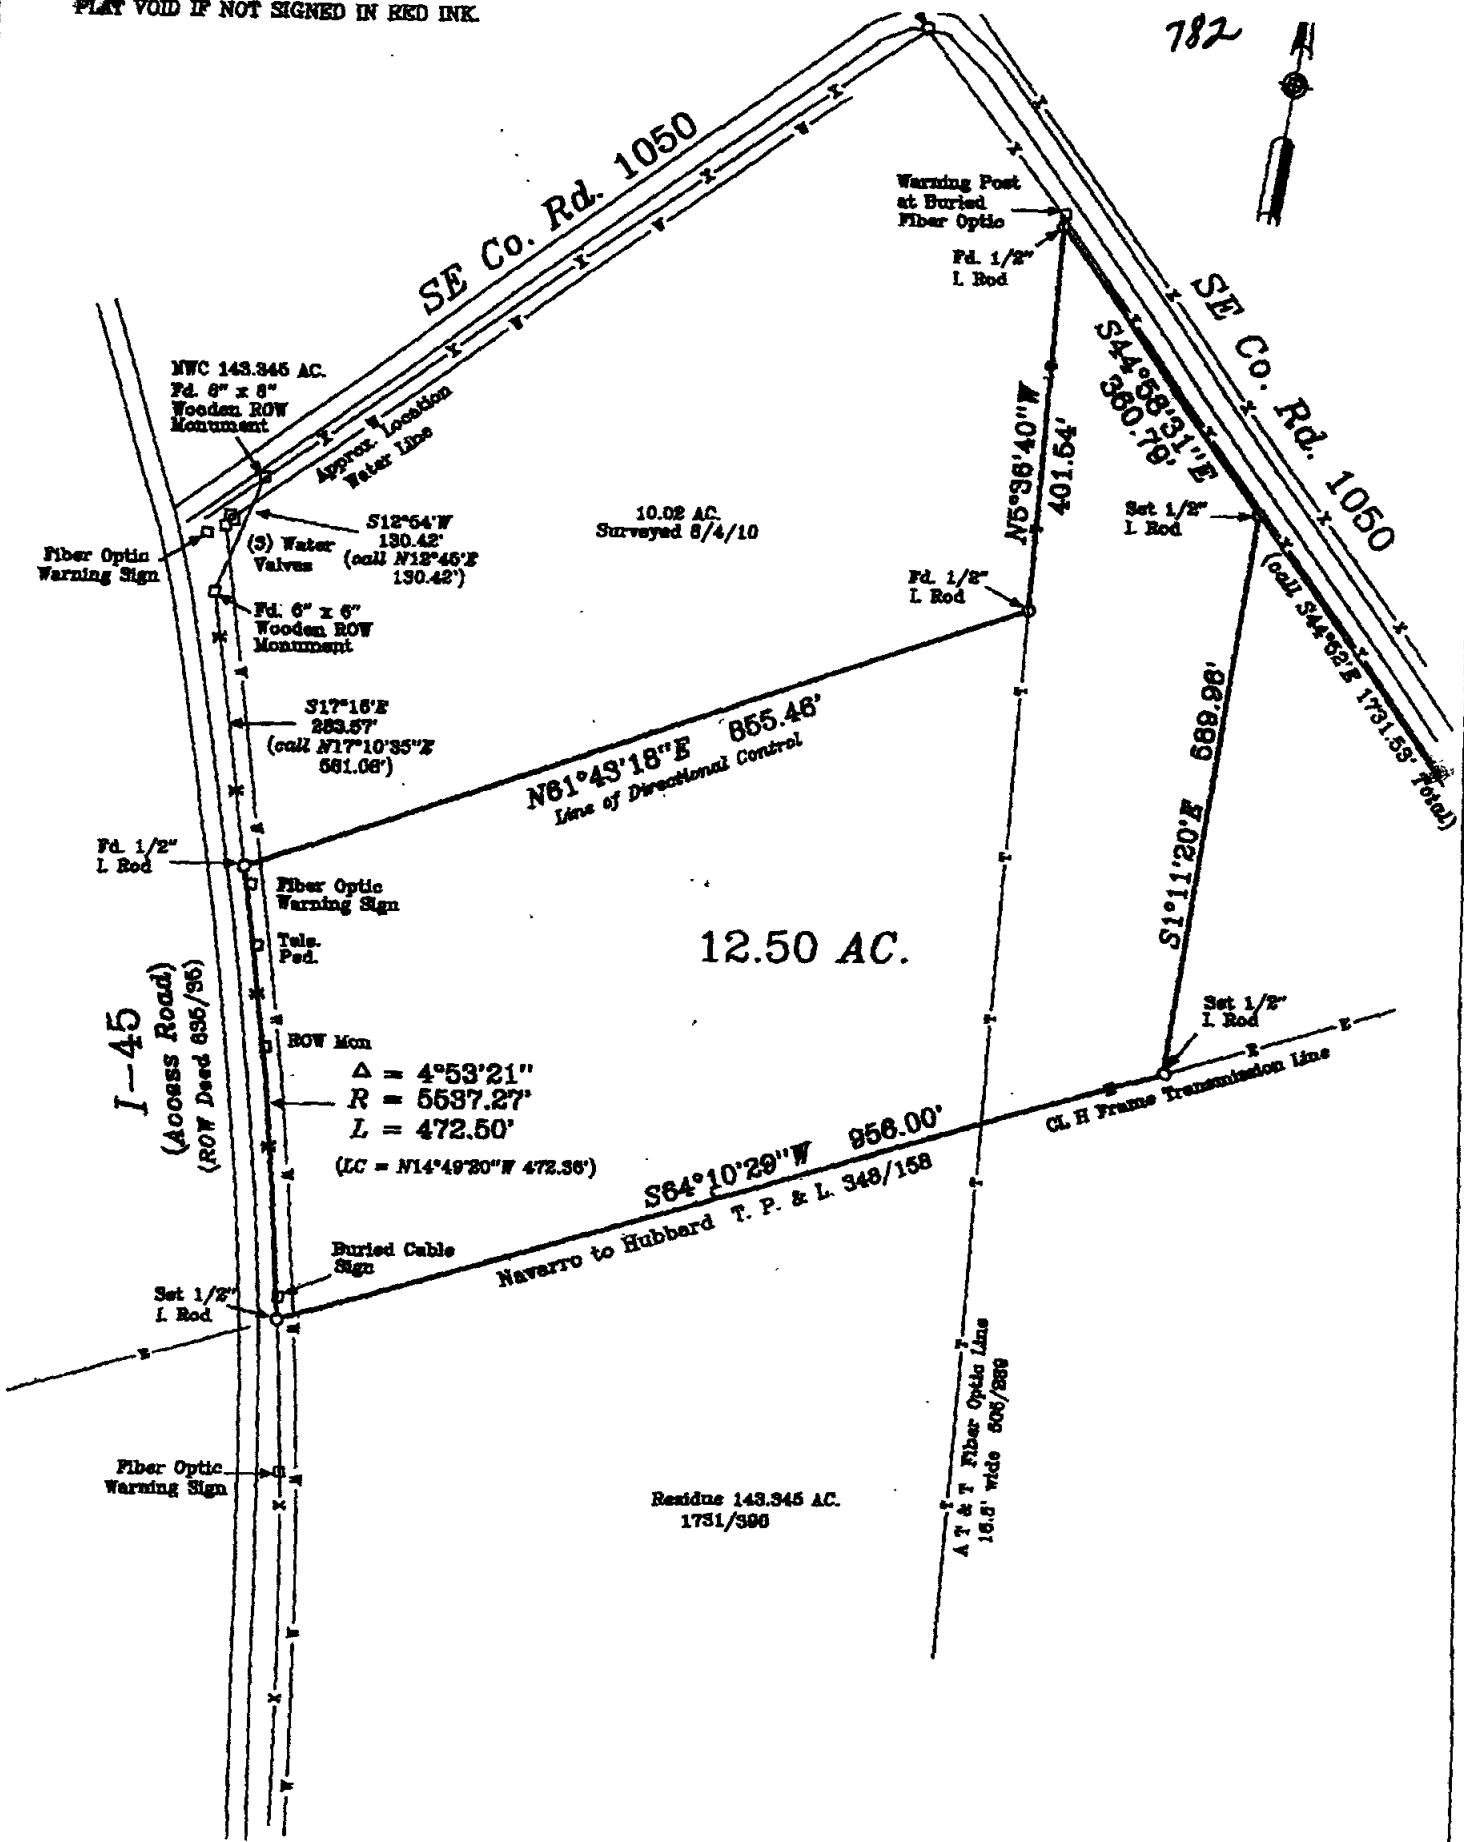 PLAT VOID IF NOT SIGNED IN RED INK.
782
SE Co. Rd. 1050
Warning Post
at Buried
Fiber Optic
Fd. 1/2"
I. Rod
SE Co. Rd. 1050
S44°58'31"E
360.79'
N5°36'40"W
401.54'
NWC 143.345 AC.
Fd. 6" x 8"
Wooden ROW
Monument
Approx. Location
Water Line
10.02 AC.
Surveyed 8/4/10
Set 1/2"
I. Rod
S12°54'W
130.42'
(call N12°45'E
130.42')
(3) Water
Valves
Fiber Optic
Warning Sign
Fd. 6" x 6"
Wooden ROW
Monument
Fd. 1/2"
I. Rod
(call S44°52'E 1731.53' Total)
S17°16'E
283.57'
(call N17°10'35"E
561.06')
N61°43'18"E 855.46'
Line of Directional Control
S1°11'20"E 689.96'
Fd. 1/2"
I. Rod
Fiber Optic
Warning Sign
Tele.
Ped.
12.50 AC.
I-45
(Access Road)
(ROW Deed 635/35)
ROW Mon
Δ = 4°53'21"
R = 5537.27'
L = 472.50'
(LC = N14°49'20"W 472.36')
Set 1/2"
I. Rod
CL H Frame Transmission Line
S64°10'29"W 956.00'
Navarro to Hubbard T. P. & L. 348/158
Buried Cable
Sign
Set 1/2"
I. Rod
A T & T Fiber Optic Line
16.5' wide
Fiber Optic
Warning Sign
Residue 143.345 AC.
1731/396